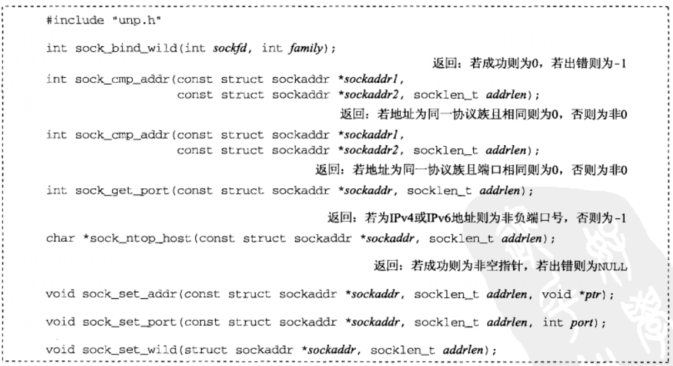 #include "unp.h"
int sock_bind_wild(int sockfd, int family);
返回：若成功则为0，若出错则为-1
int sock_cmp_addr(const struct sockaddr *sockaddr1,
const struct sockaddr *sockaddr2, socklen_t addrlen);
返回：若地址为同一协议族且相同则为0，否则为非0
int sock_cmp_addr(const struct sockaddr *sockaddr1,
const struct sockaddr *sockaddr2, socklen_t addrlen);
返回：若地址为同一协议族且端口相同则为0，否则为非0
int sock_get_port(const struct sockaddr *sockaddr, socklen_t addrlen);
返回：若为IPv4或IPv6地址则为非负端口号，否则为-1
char *sock_ntop_host(const struct sockaddr *sockaddr, socklen_t addrlen);
返回：若成功则为非空指针，若出错则为NULL
void sock_set_addr(const struct sockaddr *sockaddr, socklen_t addrlen, void *ptr);
void sock_set_port(const struct sockaddr *sockaddr, socklen_t addrlen, int port);
void sock_set_wild(struct sockaddr *sockaddr, socklen_t addrlen);